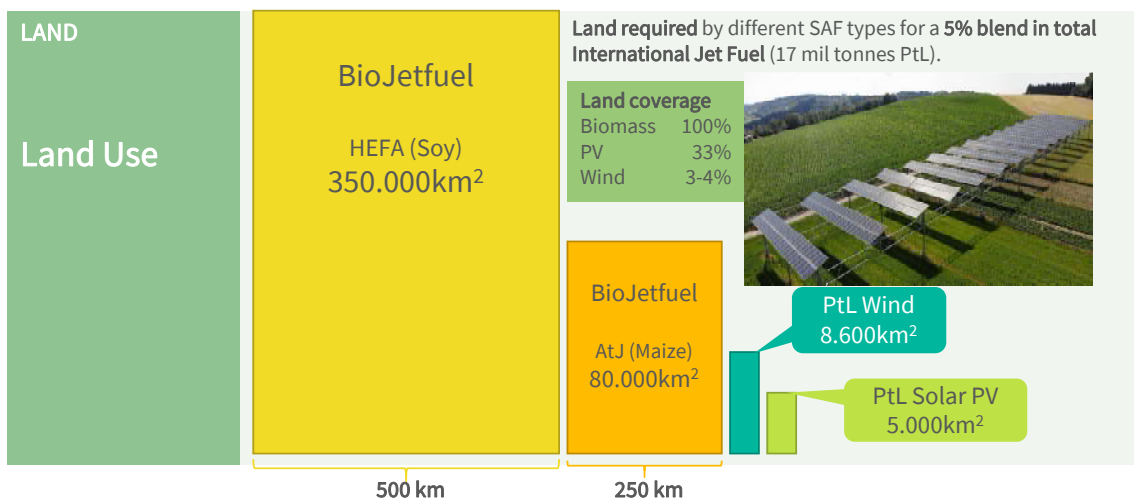 LAND
Land Use
BioJetfuel
HEFA (Soy)
350.000km²
500 km
Land required by different SAF types for a 5% blend in total
International Jet Fuel (17 mil tonnes PtL).
Land coverage
Biomass 100%
PV 33%
Wind 3-4%
BioJetfuel
AtJ (Maize)
80.000km²
250 km
PtL Wind
8.600km²
PtL Solar PV
5.000km²